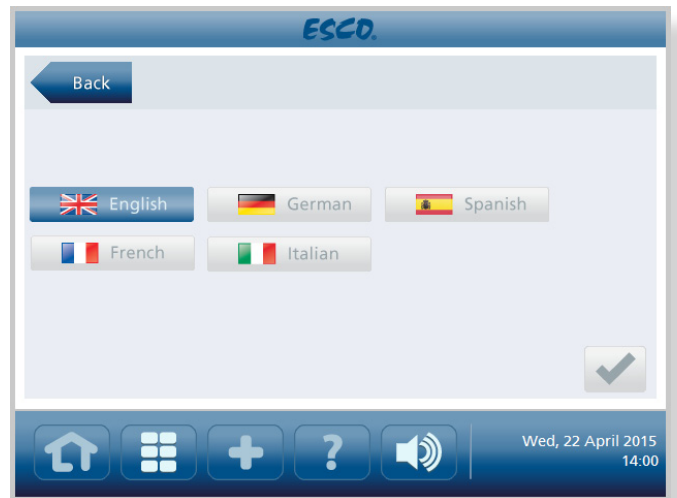 ESCO.
Back
English
German
Spanish
French
Italian
?
Wed, 22 April 2015
14:00